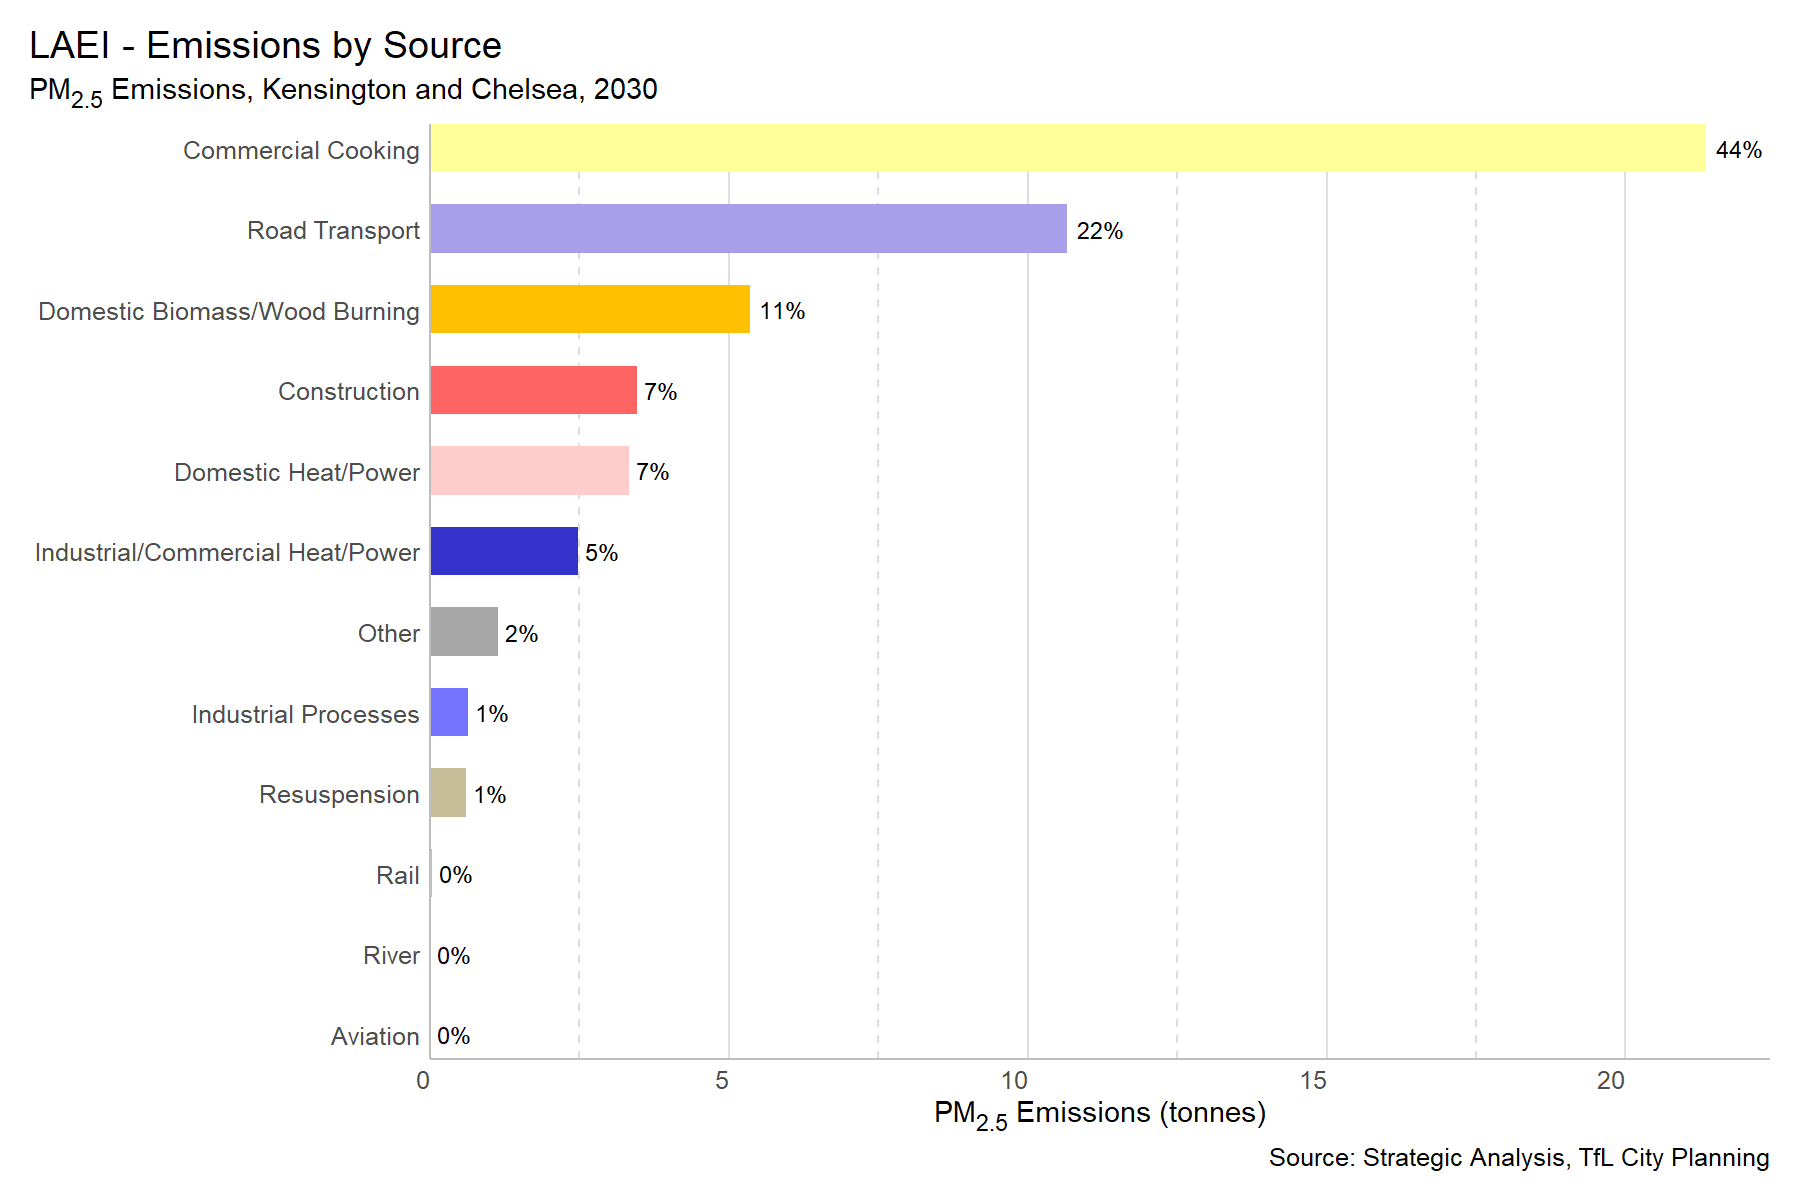 LAEI - Emissions by Source
PM2.5 Emissions, Kensington and Chelsea, 2030
Commercial Cooking 44%
Road Transport 22%
Domestic Biomass/Wood Burning 11%
Construction 7%
Domestic Heat/Power 7%
Industrial/Commercial Heat/Power 5%
Other 2%
Industrial Processes 1%
Resuspension 1%
Rail 0%
River 0%
Aviation 0%
0 5 10 15 20
PM2.5 Emissions (tonnes)
Source: Strategic Analysis, TfL City Planning